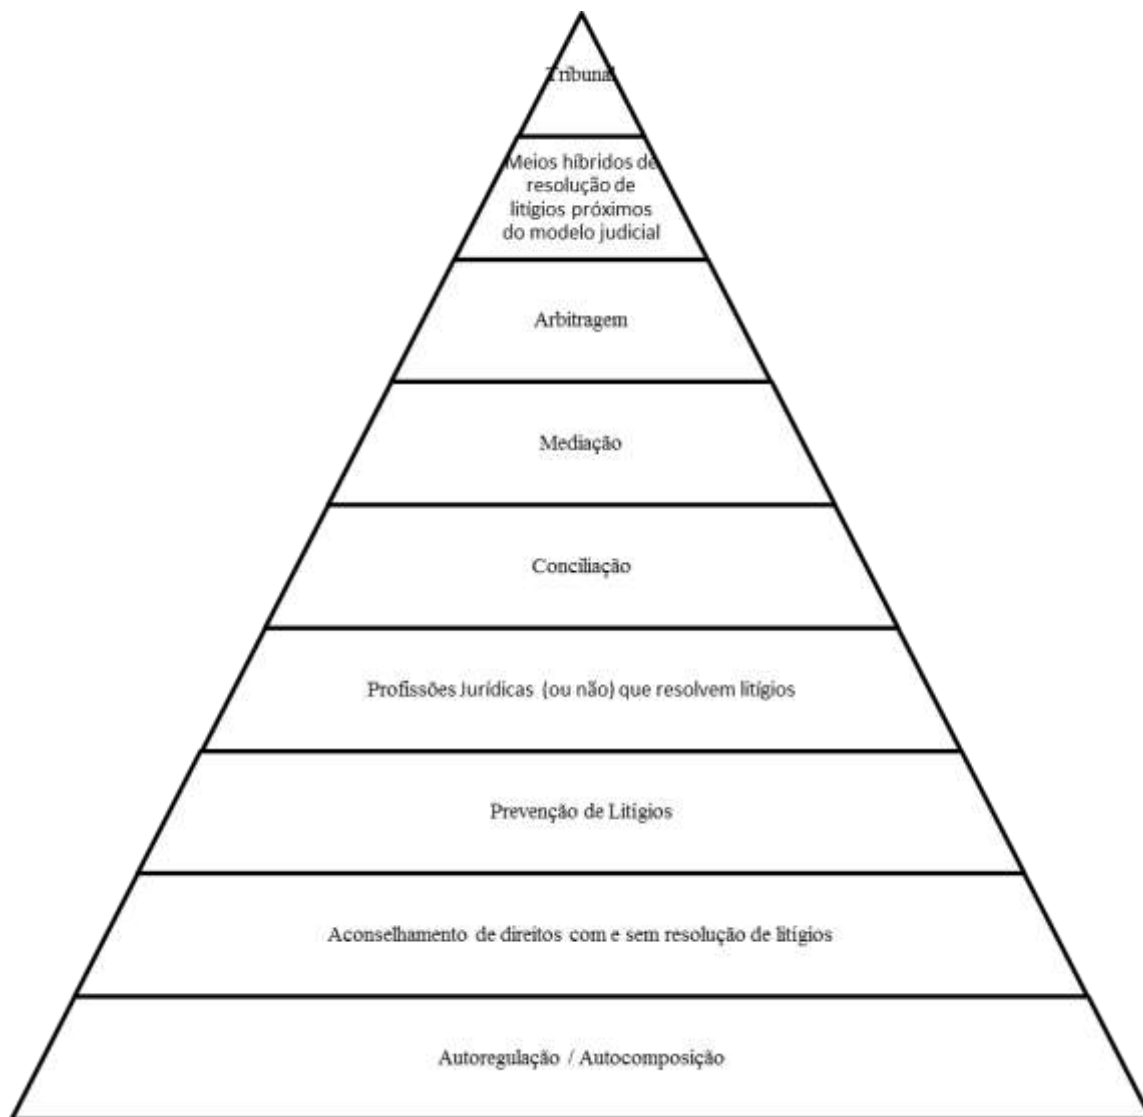 Tribunal
Meios híbridos de
resolução de
litígios próximos
do modelo judicial
Arbitragem
Mediação
Conciliação
Profissões Jurídicas (ou não) que resolvem litígios
Prevenção de Litígios
Aconselhamento de direitos com e sem resolução de litígios
Autoregulação / Autocomposição